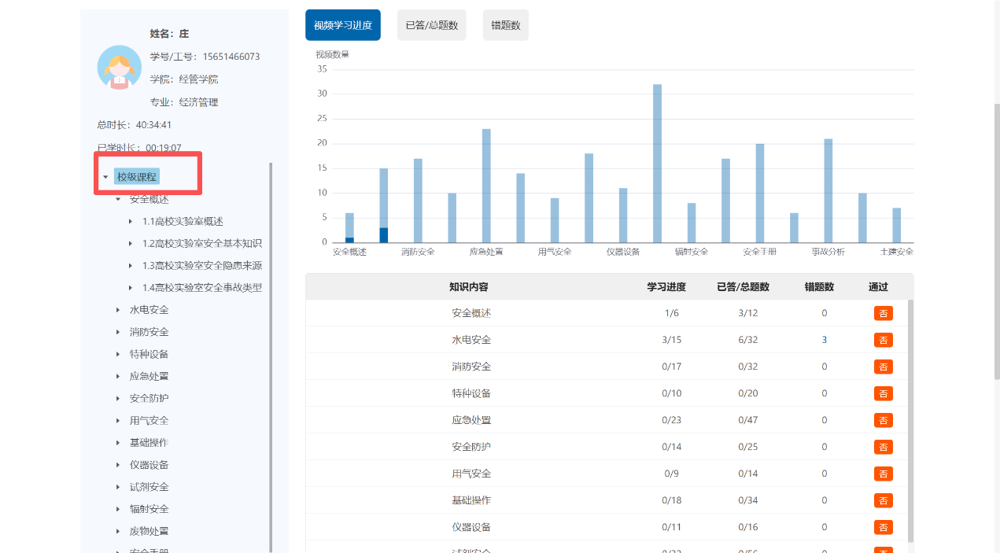 姓名：庄
学号/工号：15651466073
学院：经管学院
专业：经济管理
总时长：40:34:41
已学时长：00:19:07
校级课程
安全概述
1.1高校实验室概述
1.2高校实验室安全基本知识
1.3高校实验室安全隐患来源
1.4高校实验室安全事故类型
水电安全
消防安全
特种设备
应急处置
安全防护
用气安全
基础操作
仪器设备
试剂安全
辐射安全
废物处置
安全手册
视频学习进度 已答/总题数 错题数
视频数量
35
30
25
20
15
10
5
0
安全概述 消防安全 应急处置 用气安全 仪器设备 辐射安全 安全手册 事故分析 土建安全
知识内容 学习进度 已答/总题数 错题数 通过
安全概述 1/6 3/12 0 否
水电安全 3/15 6/32 3 否
消防安全 0/17 0/32 0 否
特种设备 0/10 0/20 0 否
应急处置 0/23 0/47 0 否
安全防护 0/14 0/25 0 否
用气安全 0/9 0/14 0 否
基础操作 0/18 0/34 0 否
仪器设备 0/11 0/16 0 否
试剂安全 0/32 0/56 0 否